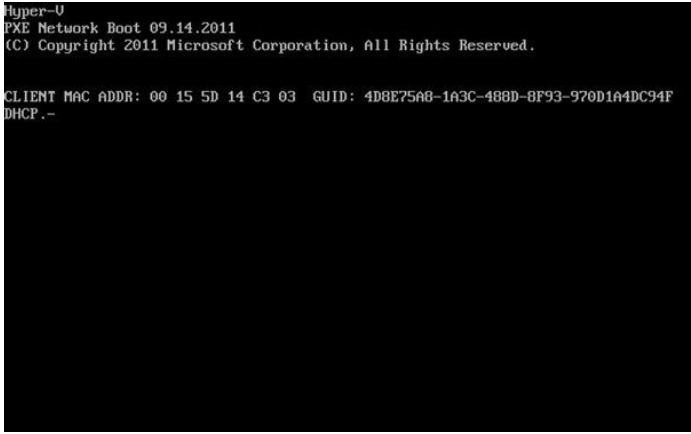 Hyper-V
PXE Network Boot 09.14.2011
(C) Copyright 2011 Microsoft Corporation, All Rights Reserved.
CLIENT MAC ADDR: 00 15 5D 14 C3 03  GUID: 4D8E75A8-1A3C-488D-8F93-970D1A4DC94F
DHCP.-